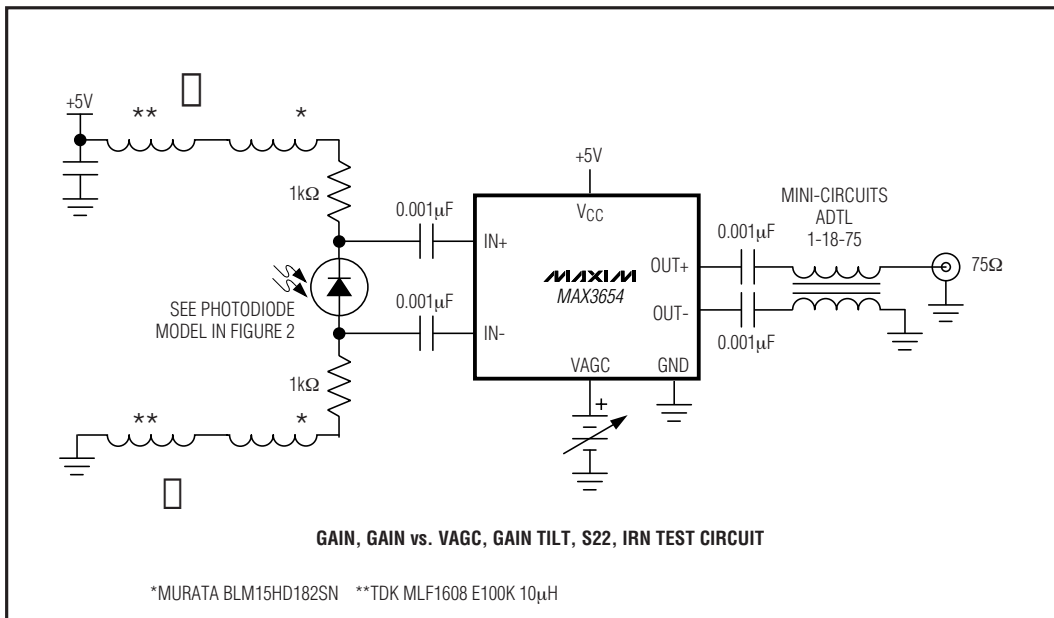 +5V
** *
1kΩ
0.001µF
+5V
VCC
IN+
MAXIM
MAX3654
OUT+
MINI-CIRCUITS
ADTL
1-18-75
0.001µF
75Ω
SEE PHOTODIODE
MODEL IN FIGURE 2
0.001µF
IN-
OUT-
0.001µF
VAGC
GND
1kΩ
+
** *
GAIN, GAIN vs. VAGC, GAIN TILT, S22, IRN TEST CIRCUIT
*MURATA BLM15HD182SN **TDK MLF1608 E100K 10µH